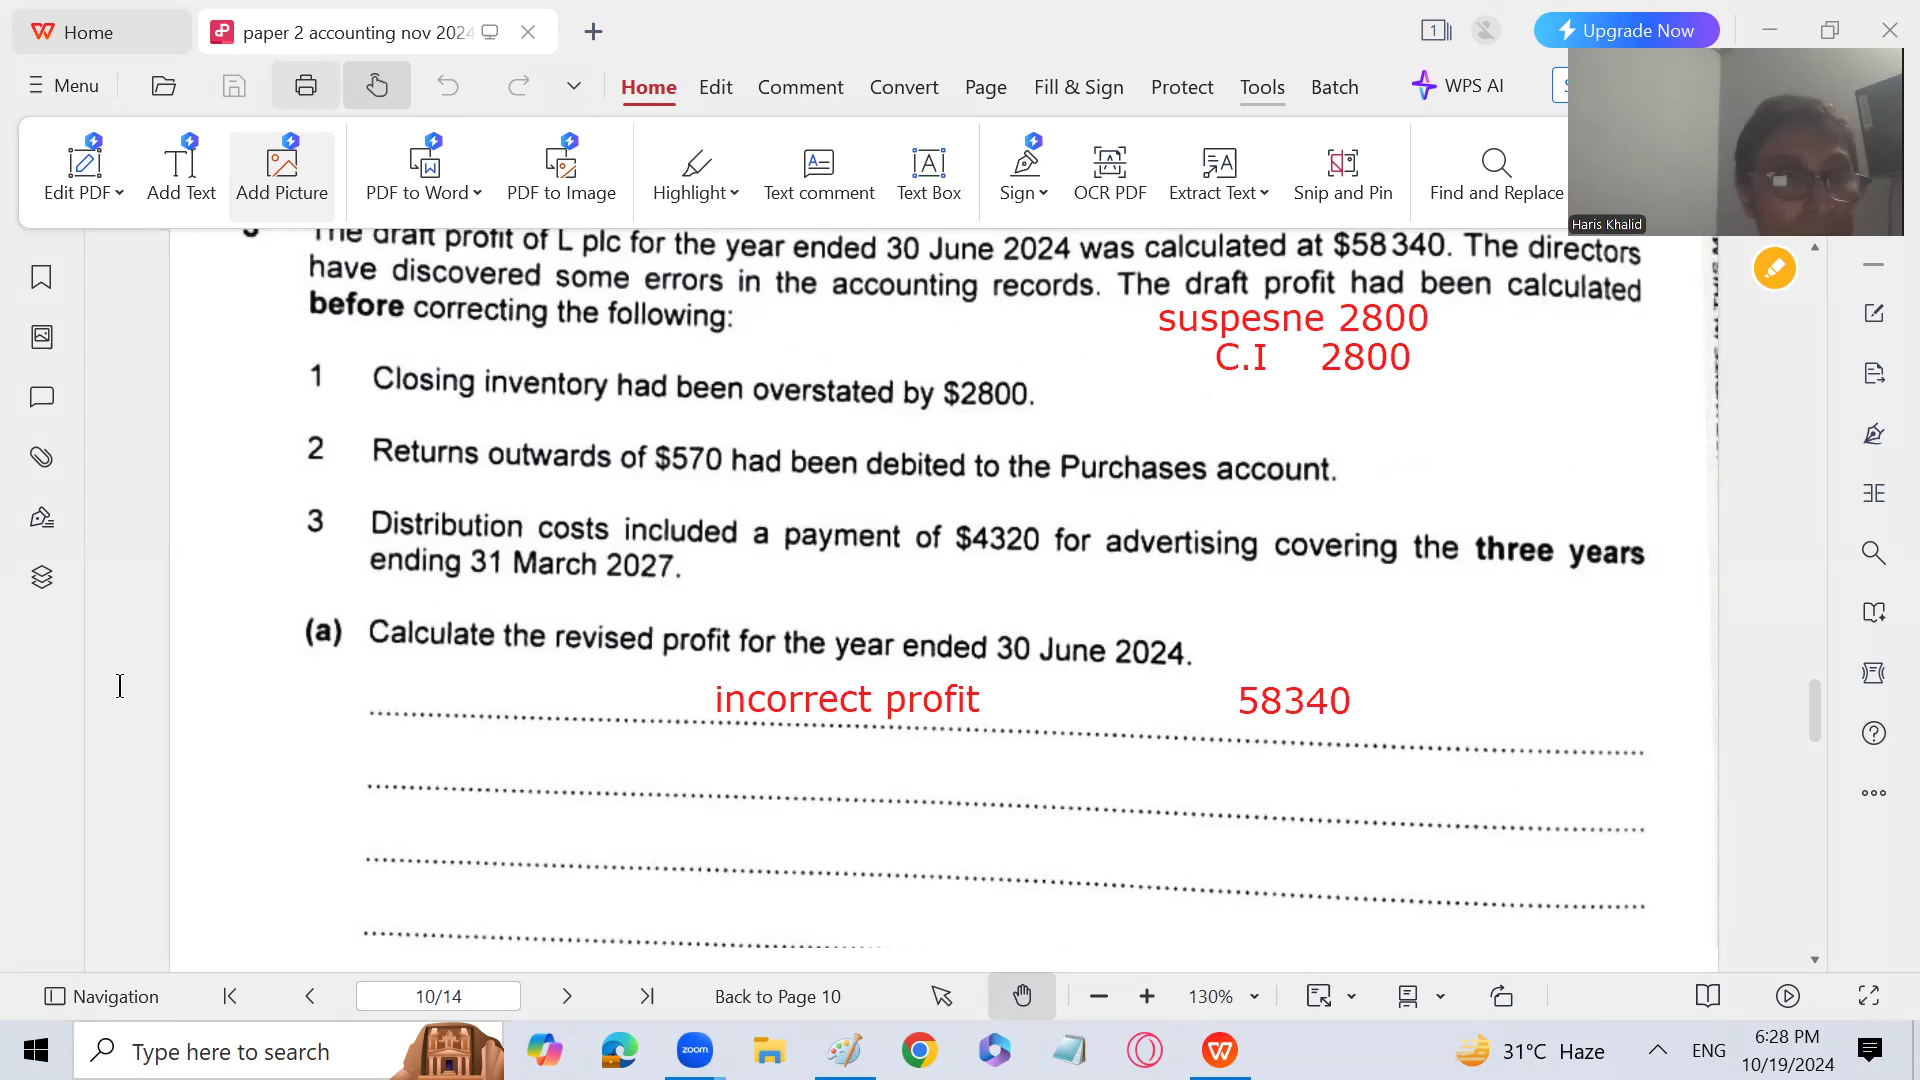 Home
paper 2 accounting nov 2024
Upgrade Now
Menu
Home Edit Comment Convert Page Fill & Sign Protect Tools Batch WPS AI
Edit PDF Add Text Add Picture PDF to Word PDF to Image Highlight Text comment Text Box Sign OCR PDF Extract Text Snip and Pin Find and Replace
Haris Khalid
The draft profit of L plc for the year ended 30 June 2024 was calculated at $58340. The directors
have discovered some errors in the accounting records. The draft profit had been calculated
before correcting the following:
suspesne 2800
C.I 2800
1 Closing inventory had been overstated by $2800.
2 Returns outwards of $570 had been debited to the Purchases account.
3 Distribution costs included a payment of $4320 for advertising covering the three years
ending 31 March 2027.
(a) Calculate the revised profit for the year ended 30 June 2024.
incorrect profit 58340
Navigation 10/14 Back to Page 10 130%
Type here to search
zoom
31°C Haze
ENG
6:28 PM
10/19/2024